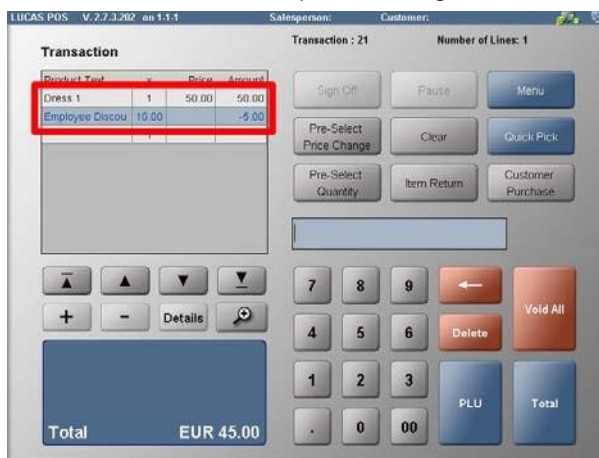 LUCAS POS V.2.7.3.202 on 1-1-1 Salesperson: Customer:
Transaction : 21 Number of Lines: 1
Transaction
Product Text x Price Amount
Dress 1 1 50.00 50.00
Employee Discou 10.00 -5.00
1
Sign Off Pause Menu
Pre-Select Price Change Clear Quick Pick
Pre-Select Quantity Item Return Customer Purchase
+ - Details
7 8 9 ←
4 5 6 Delete Void All
1 2 3
. 0 00 PLU Total
Total EUR 45.00